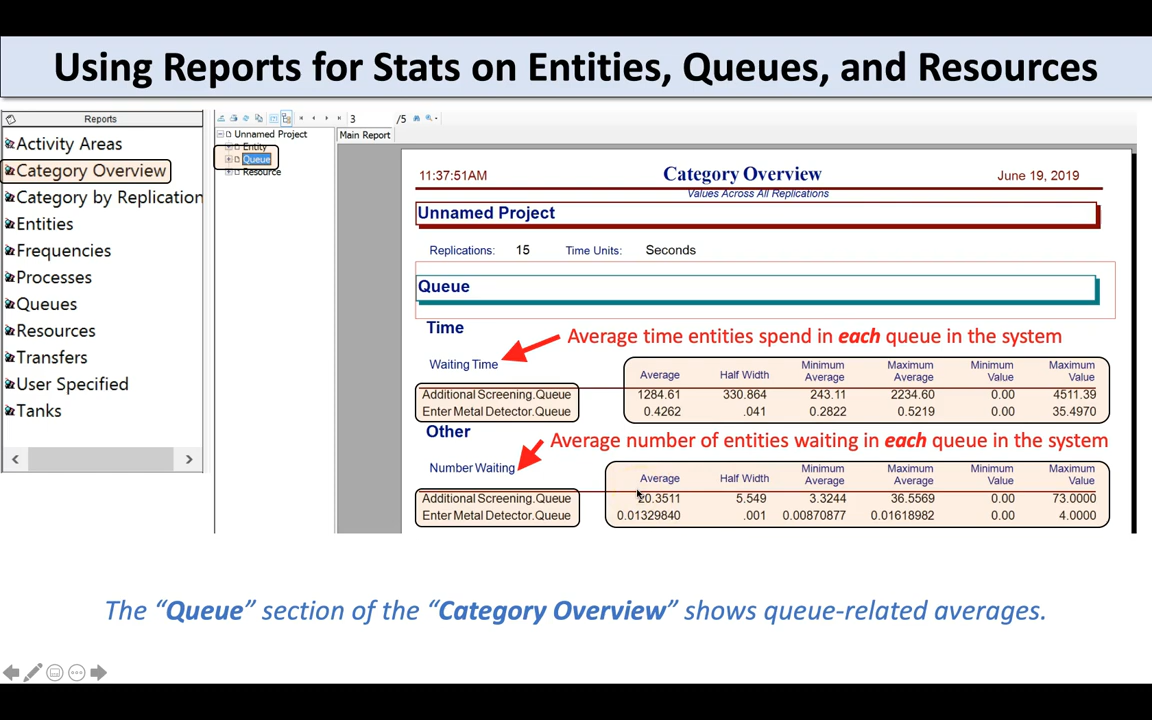 Using Reports for Stats on Entities, Queues, and Resources
Reports
Activity Areas
Category Overview
Category by Replication
Entities
Frequencies
Processes
Queues
Resources
Transfers
User Specified
Tanks
3 /5
Unnamed Project
Entity
Queue
Resource
Main Report
11:37:51AM Category Overview June 19, 2019
Values Across All Replications
Unnamed Project
Replications: 15 Time Units: Seconds
Queue
Time
Average time entities spend in each queue in the system
Waiting Time Average Half Width Minimum Average Maximum Average Minimum Value Maximum Value
Additional Screening.Queue 1284.61 330.864 243.11 2234.60 0.00 4511.39
Enter Metal Detector.Queue 0.4262 .041 0.2822 0.5219 0.00 35.4970
Other
Average number of entities waiting in each queue in the system
Number Waiting Average Half Width Minimum Average Maximum Average Minimum Value Maximum Value
Additional Screening.Queue 20.3511 5.549 3.3244 36.5569 0.00 73.0000
Enter Metal Detector.Queue 0.01329840 .001 0.00870877 0.01618982 0.00 4.0000
The “Queue” section of the “Category Overview” shows queue-related averages.